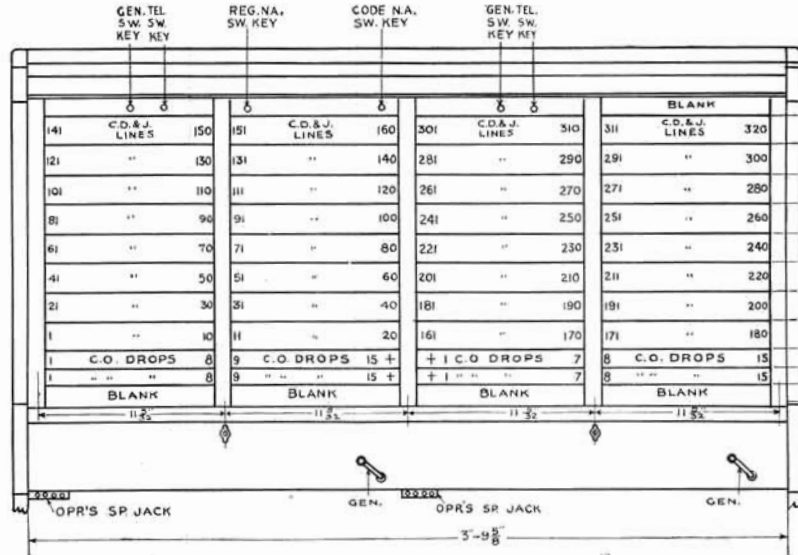 GEN. TEL. REG. NA. CODE N.A. GEN. TEL.
SW. SW. SW. KEY SW. KEY SW. SW.
KEY KEY KEY KEY
BLANK
141 C.D. & J. LINES 150 151 C.D. & J. LINES 160 301 C.D. & J. LINES 310 311 C.D. & J. LINES 320
121 " 130 131 " 140 281 " 290 291 " 300
101 " 110 111 " 120 261 " 270 271 " 280
81 " 90 91 " 100 241 " 250 251 " 260
61 " 70 71 " 80 221 " 230 231 " 240
41 " 50 51 " 60 201 " 210 211 " 220
21 " 30 31 " 40 181 " 190 191 " 200
1 " 10 11 " 20 161 " 170 171 " 180
1 C.O. DROPS 8 9 C.O. DROPS 15 + + 1 C.O DROPS 7 8 C.O. DROPS 15
1 " " " 8 9 " " " 15 + + 1 " " " 7 8 " " " 15
BLANK BLANK BLANK BLANK
GEN. GEN.
OPR'S SP. JACK OPR'S SP. JACK
3'-9 5/8"